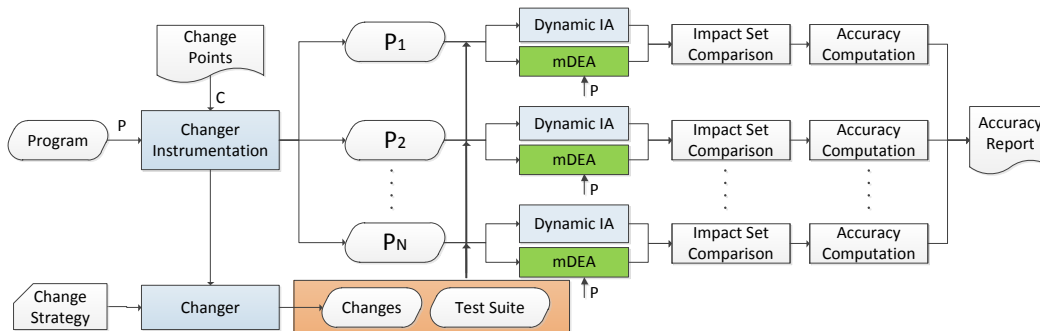 Change
Points
C
Program
P
Changer
Instrumentation
P1
Dynamic IA
mDEA
P
Impact Set
Comparison
Accuracy
Computation
P2
Dynamic IA
mDEA
P
Impact Set
Comparison
Accuracy
Computation
Accuracy
Report
PN
Dynamic IA
mDEA
P
Impact Set
Comparison
Accuracy
Computation
Change
Strategy
Changer
Changes
Test Suite